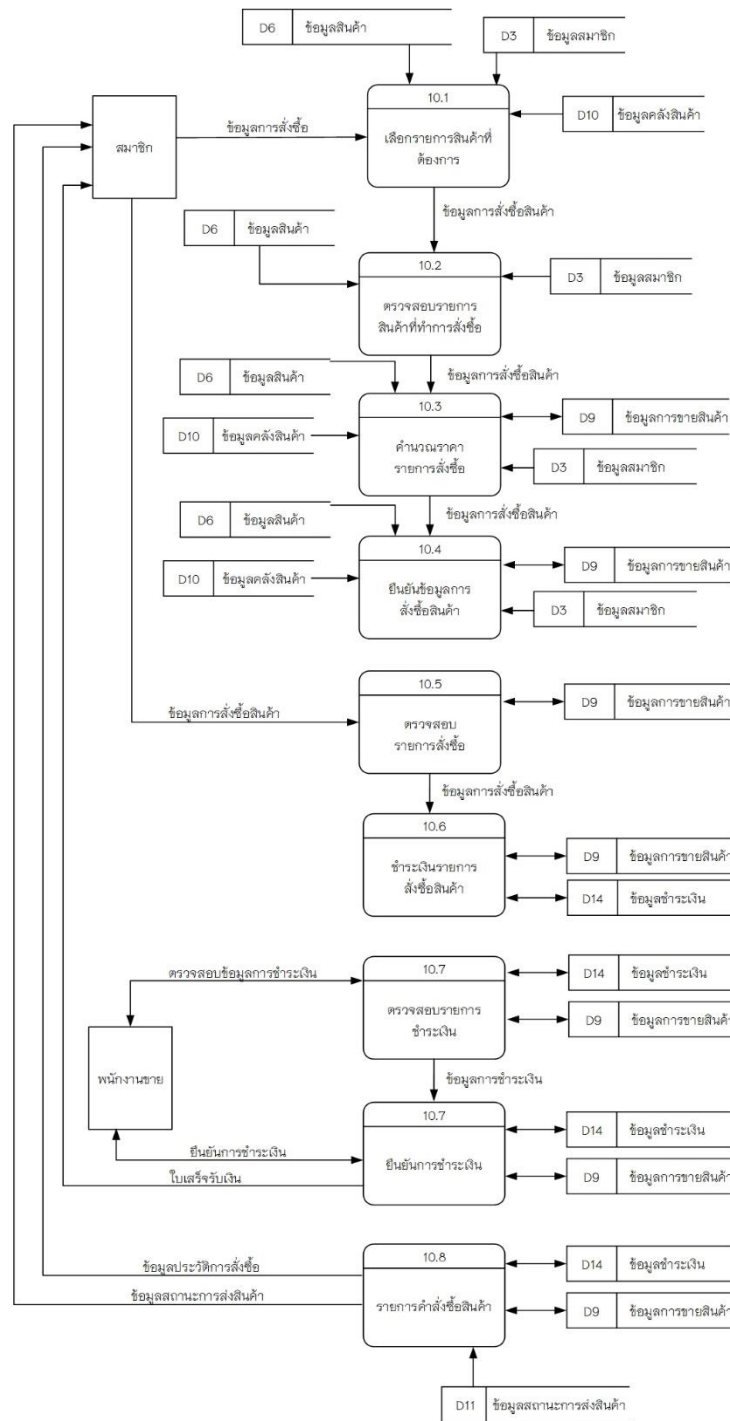 D6 ข้อมูลสินค้า
D3 ข้อมูลสมาชิก
10.1
สมาชิก
ข้อมูลการสั่งซื้อ
เลือกรายการสินค้าที่
ต้องการ
D10 ข้อมูลคลังสินค้า
ข้อมูลการสั่งซื้อสินค้า
D6 ข้อมูลสินค้า
10.2
ตรวจสอบรายการ
สินค้าที่ทำการสั่งซื้อ
D3 ข้อมูลสมาชิก
ข้อมูลการสั่งซื้อสินค้า
D6 ข้อมูลสินค้า
10.3
คำนวณราคา
รายการสั่งซื้อ
D9 ข้อมูลการขายสินค้า
D10 ข้อมูลคลังสินค้า
D3 ข้อมูลสมาชิก
ข้อมูลการสั่งซื้อสินค้า
D6 ข้อมูลสินค้า
10.4
ยืนยันข้อมูลการ
สั่งซื้อสินค้า
D9 ข้อมูลการขายสินค้า
D10 ข้อมูลคลังสินค้า
D3 ข้อมูลสมาชิก
10.5
ข้อมูลการสั่งซื้อสินค้า
ตรวจสอบ
รายการสั่งซื้อ
D9 ข้อมูลการขายสินค้า
ข้อมูลการสั่งซื้อสินค้า
10.6
ชำระเงินรายการ
สั่งซื้อสินค้า
D9 ข้อมูลการขายสินค้า
D14 ข้อมูลชำระเงิน
ตรวจสอบข้อมูลการชำระเงิน
10.7
ตรวจสอบรายการ
ชำระเงิน
D14 ข้อมูลชำระเงิน
D9 ข้อมูลการขายสินค้า
พนักงานขาย
ข้อมูลการชำระเงิน
10.7
ยืนยันการชำระเงิน
ยืนยันการชำระเงิน
ใบเสร็จรับเงิน
D14 ข้อมูลชำระเงิน
D9 ข้อมูลการขายสินค้า
10.8
รายการคำสั่งซื้อสินค้า
ข้อมูลประวัติการสั่งซื้อ
ข้อมูลสถานะการส่งสินค้า
D14 ข้อมูลชำระเงิน
D9 ข้อมูลการขายสินค้า
D11 ข้อมูลสถานะการส่งสินค้า